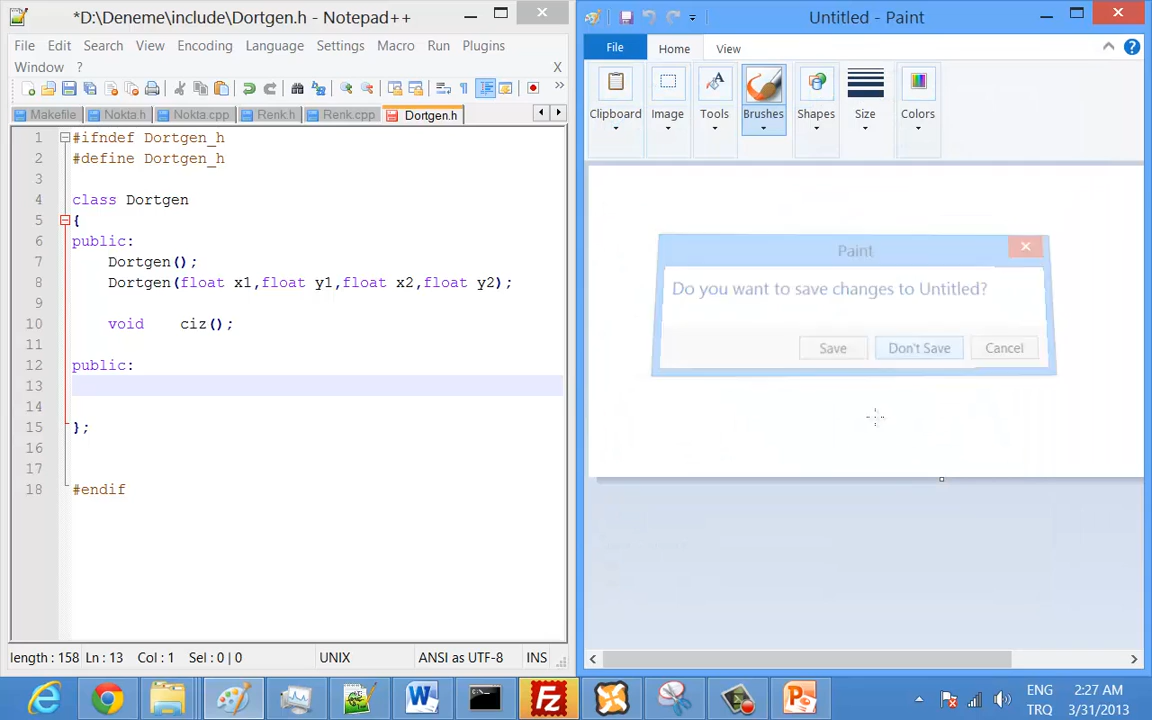 *D:\Deneme\include\Dortgen.h - Notepad++
File Edit Search View Encoding Language Settings Macro Run Plugins
Window ? X
Makefile Nokta.h Nokta.cpp Renk.h Renk.cpp Dortgen.h
1 #ifndef Dortgen_h
2 #define Dortgen_h
3
4 class Dortgen
5 {
6 public:
7 Dortgen();
8 Dortgen(float x1,float y1,float x2,float y2);
9
10 void ciz();
11
12 public:
13
14
15 };
16
17
18 #endif
length : 158 Ln : 13 Col : 1 Sel : 0 | 0 UNIX ANSI as UTF-8 INS
Untitled - Paint
File Home View
Clipboard Image Tools Brushes Shapes Size Colors
Paint
Do you want to save changes to Untitled?
Save Don't Save Cancel
ENG 2:27 AM
TRQ 3/31/2013